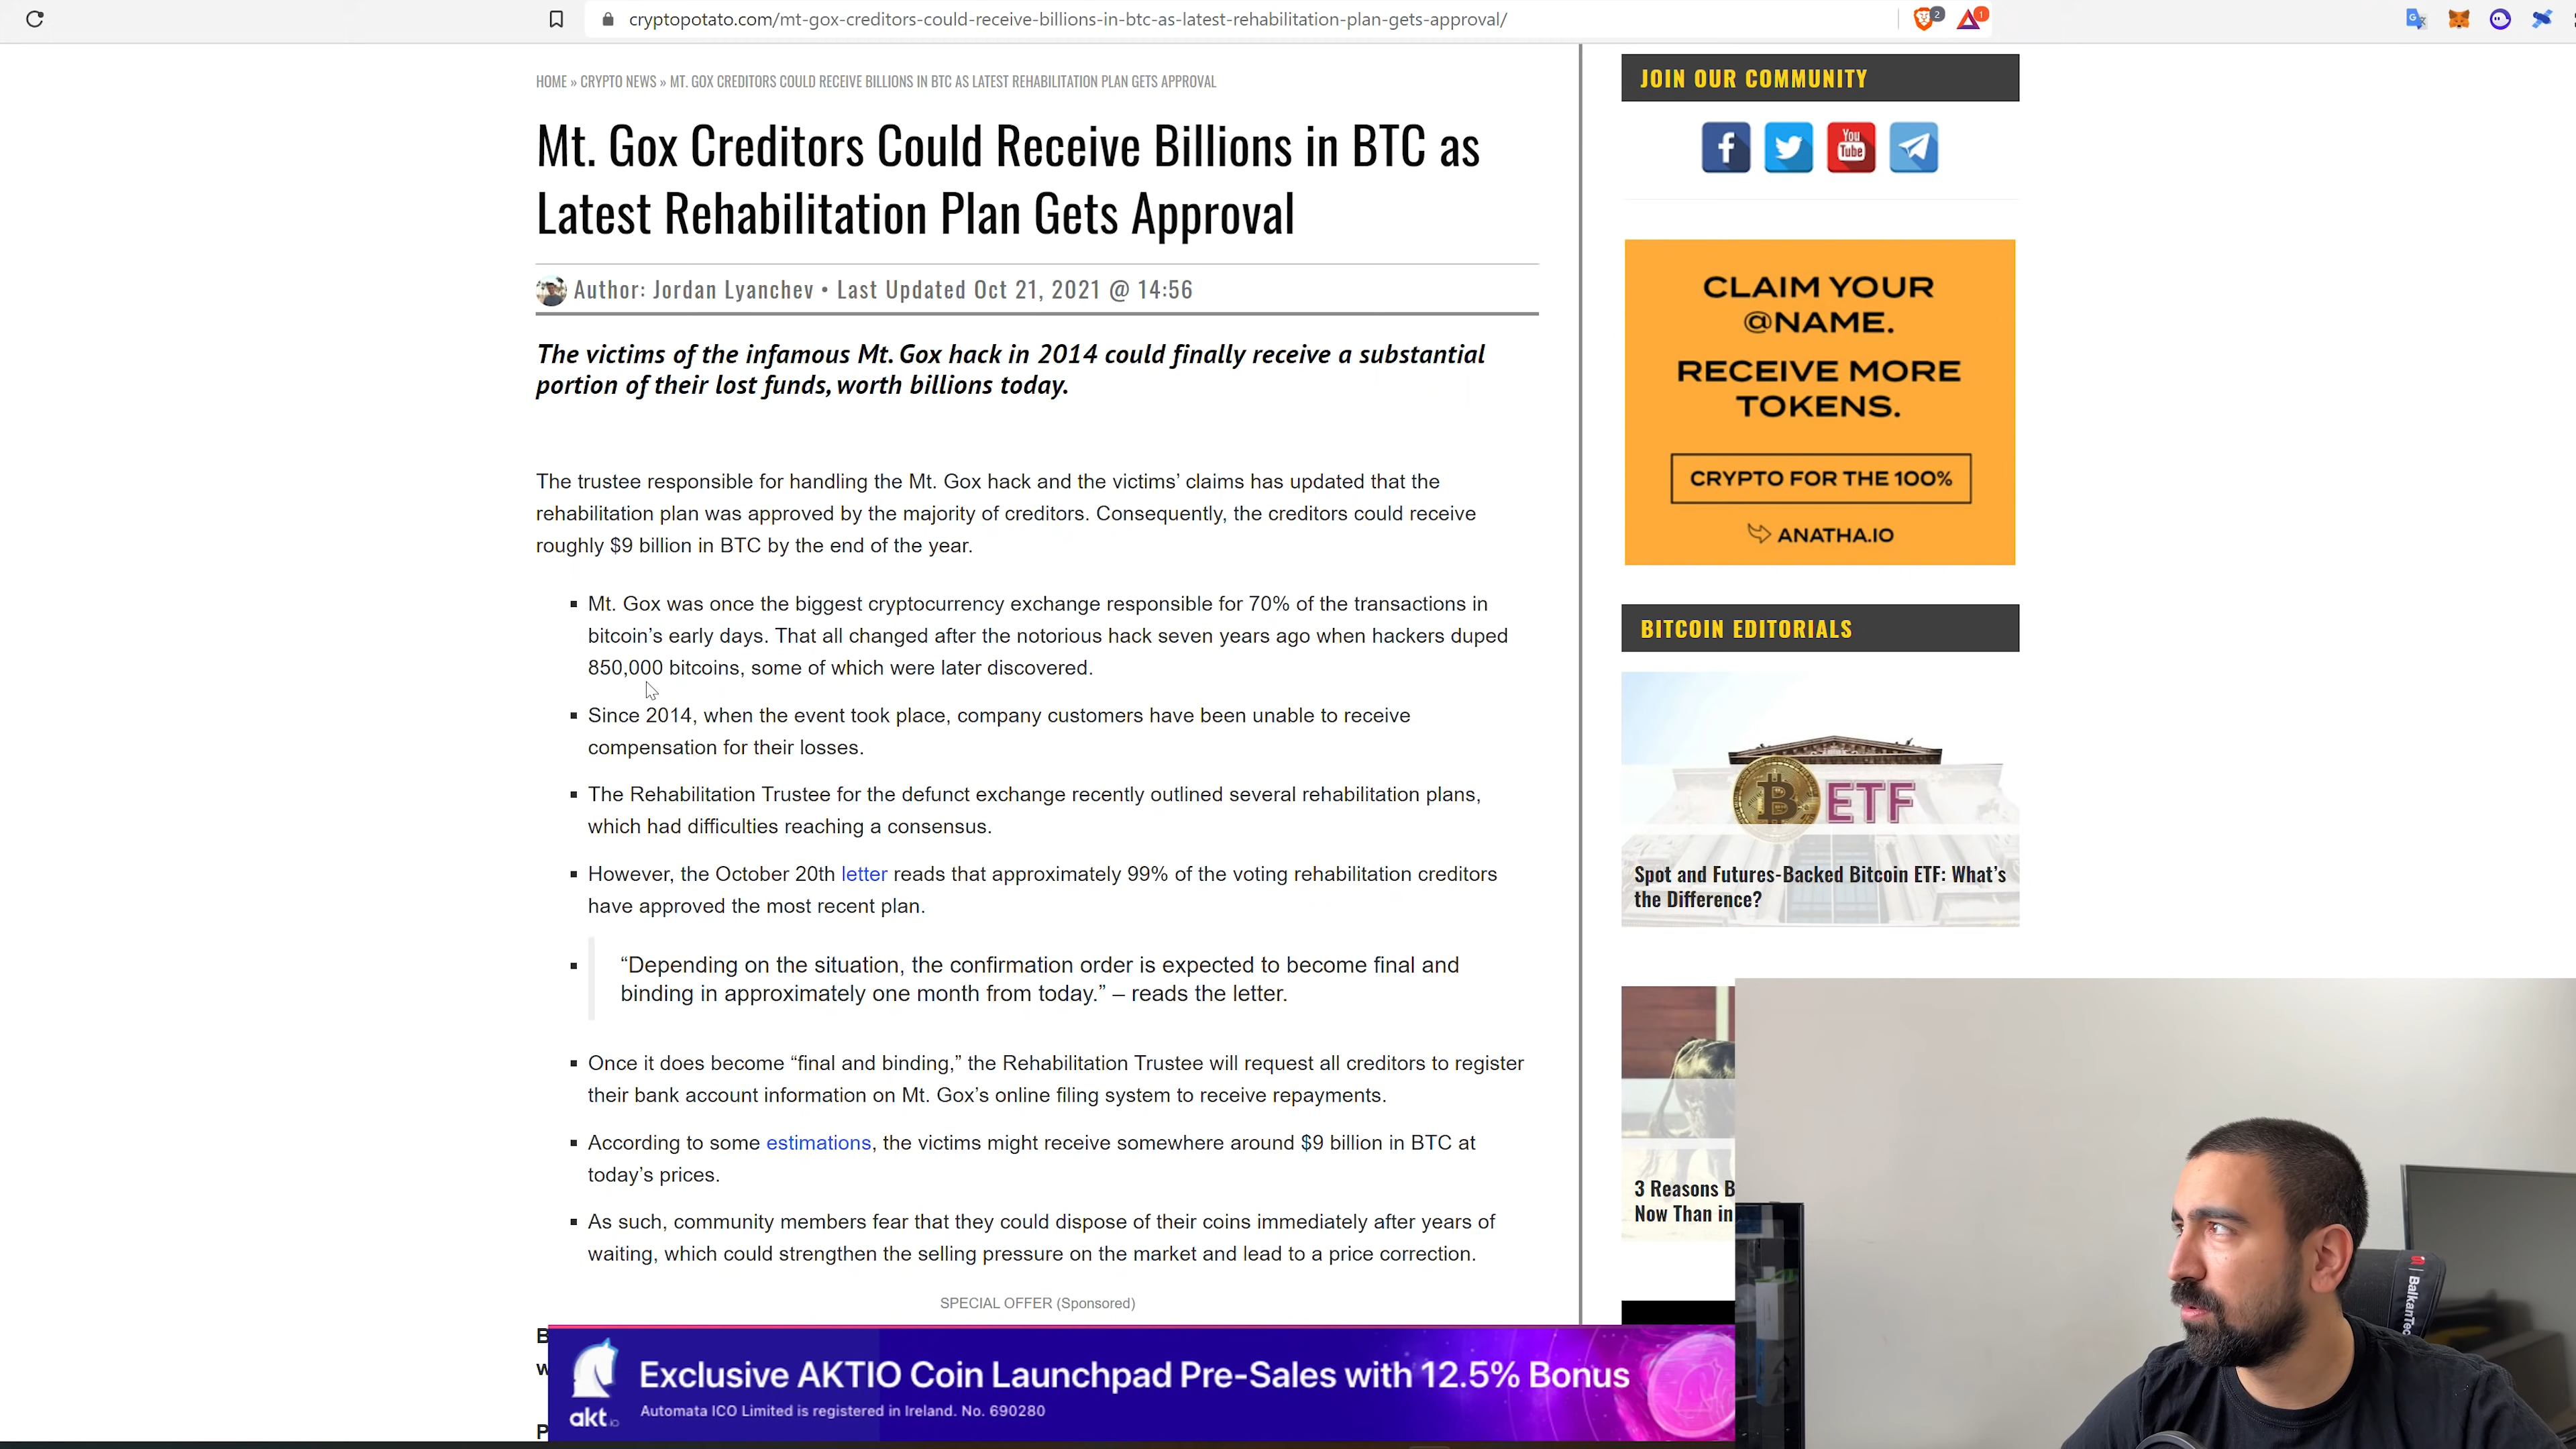 cryptopotato.com/mt-gox-creditors-could-receive-billions-in-btc-as-latest-rehabilitation-plan-gets-approval/
2
1
HOME » CRYPTO NEWS » MT. GOX CREDITORS COULD RECEIVE BILLIONS IN BTC AS LATEST REHABILITATION PLAN GETS APPROVAL
Mt. Gox Creditors Could Receive Billions in BTC as
Latest Rehabilitation Plan Gets Approval
Author: Jordan Lyanchev • Last Updated Oct 21, 2021 @ 14:56
The victims of the infamous Mt. Gox hack in 2014 could finally receive a substantial
portion of their lost funds, worth billions today.
The trustee responsible for handling the Mt. Gox hack and the victims’ claims has updated that the
rehabilitation plan was approved by the majority of creditors. Consequently, the creditors could receive
roughly $9 billion in BTC by the end of the year.
Mt. Gox was once the biggest cryptocurrency exchange responsible for 70% of the transactions in
bitcoin’s early days. That all changed after the notorious hack seven years ago when hackers duped
850,000 bitcoins, some of which were later discovered.
Since 2014, when the event took place, company customers have been unable to receive
compensation for their losses.
The Rehabilitation Trustee for the defunct exchange recently outlined several rehabilitation plans,
which had difficulties reaching a consensus.
However, the October 20th letter reads that approximately 99% of the voting rehabilitation creditors
have approved the most recent plan.
“Depending on the situation, the confirmation order is expected to become final and
binding in approximately one month from today.” – reads the letter.
Once it does become “final and binding,” the Rehabilitation Trustee will request all creditors to register
their bank account information on Mt. Gox’s online filing system to receive repayments.
According to some estimations, the victims might receive somewhere around $9 billion in BTC at
today’s prices.
As such, community members fear that they could dispose of their coins immediately after years of
waiting, which could strengthen the selling pressure on the market and lead to a price correction.
SPECIAL OFFER (Sponsored)
B
w
P
akt.io
Exclusive AKTIO Coin Launchpad Pre-Sales with 12.5% Bonus
Automata ICO Limited is registered in Ireland. No. 690280
JOIN OUR COMMUNITY
f
You
Tube
CLAIM YOUR
@NAME.
RECEIVE MORE
TOKENS.
CRYPTO FOR THE 100%
ANATHA.IO
BITCOIN EDITORIALS
ETF
Spot and Futures-Backed Bitcoin ETF: What’s
the Difference?
3 Reasons B
Now Than in
BalkanTec